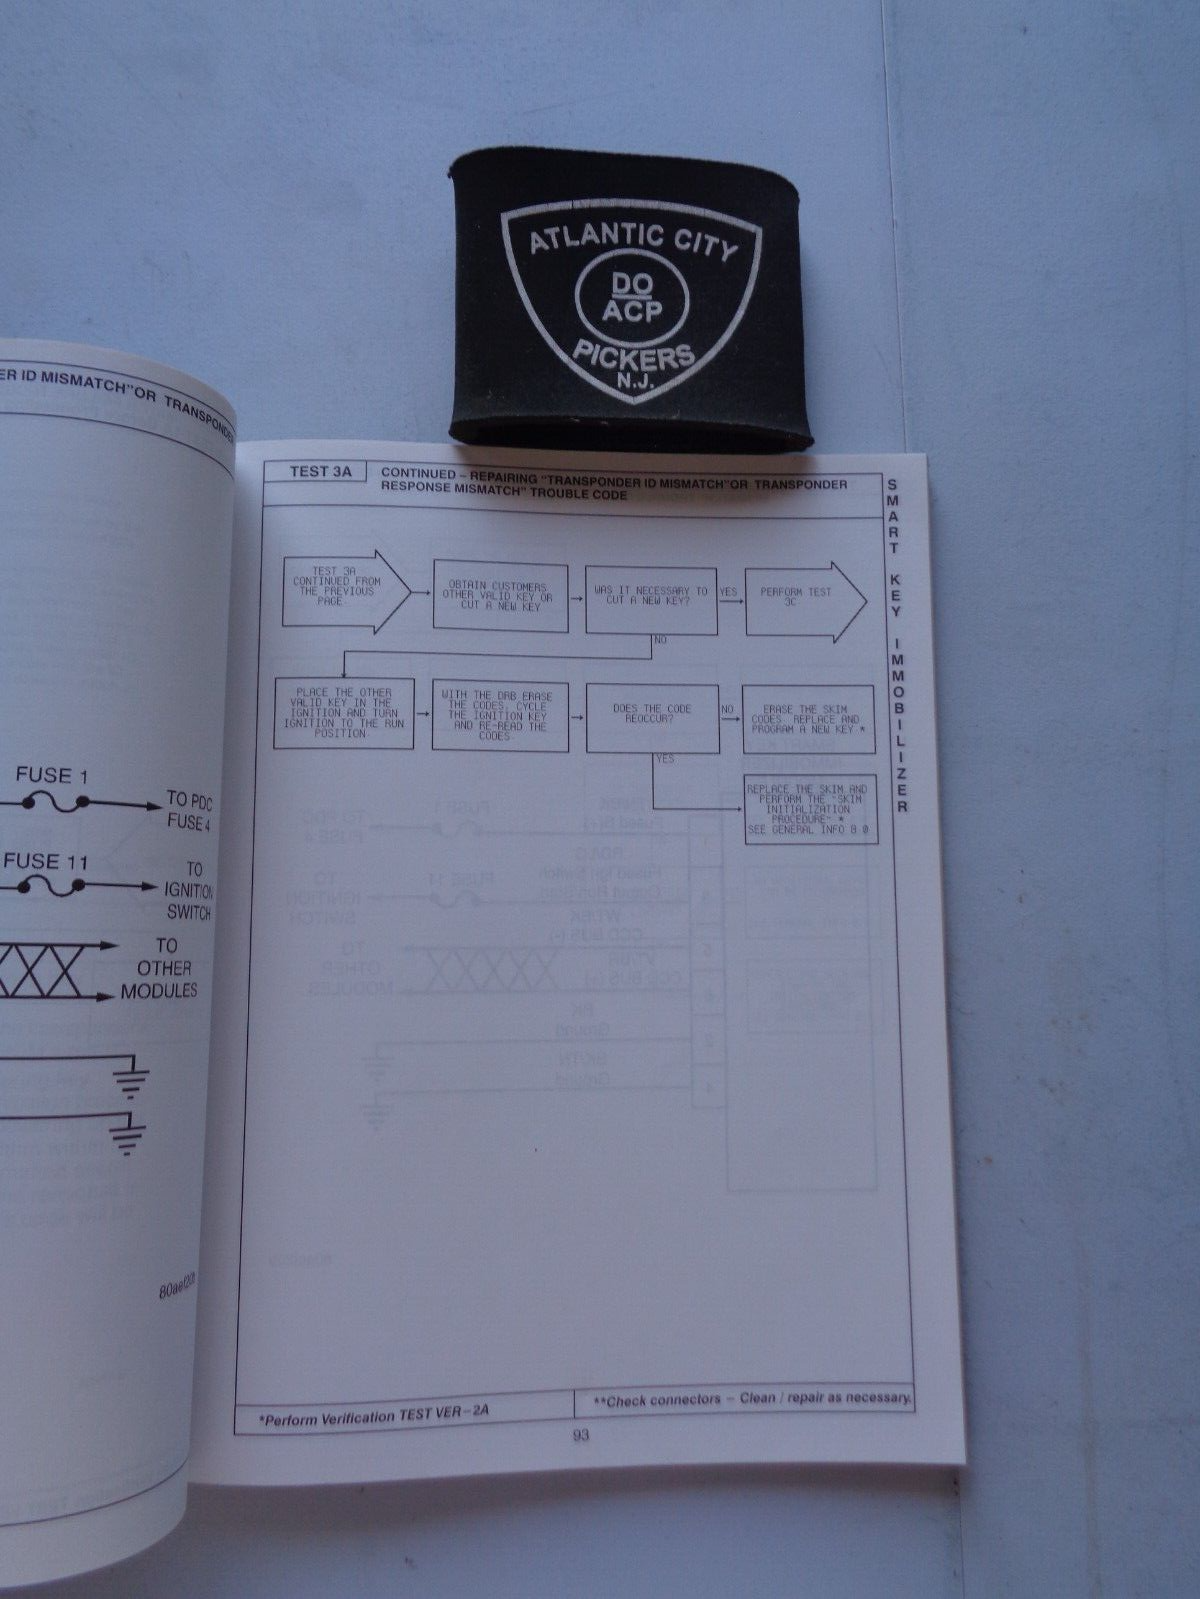 ATLANTIC CITY
DO
ACP
PICKERS
N.J.
ER ID MISMATCH"OR TRANSPONDER
FUSE 1
TO PDC
FUSE 4
FUSE 11
TO
IGNITION
SWITCH
TO
OTHER
MODULES
TEST 3A
CONTINUED – REPAIRING "TRANSPONDER ID MISMATCH"OR TRANSPONDER
RESPONSE MISMATCH" TROUBLE CODE
SMART KEY IMMOBILIZER
TEST 3A
CONTINUED FROM
THE PREVIOUS
PAGE
OBTAIN CUSTOMERS
OTHER VALID KEY OR
CUT A NEW KEY
WAS IT NECESSARY TO
CUT A NEW KEY?
YES
PERFORM TEST
3C
NO
PLACE THE OTHER
VALID KEY IN THE
IGNITION AND TURN
IGNITION TO THE RUN
POSITION
WITH THE DRB ERASE
THE CODES, CYCLE
THE IGNITION KEY
AND RE-READ THE
CODES
DOES THE CODE
REOCCUR?
NO
ERASE THE SKIM
CODES. REPLACE AND
PROGRAM A NEW KEY *
YES
REPLACE THE SKIM AND
PERFORM THE "SKIM
INITIALIZATION
PROCEDURE" *
SEE GENERAL INFO 8.0
*Perform Verification TEST VER–2A
**Check connectors – Clean / repair as necessary.
93